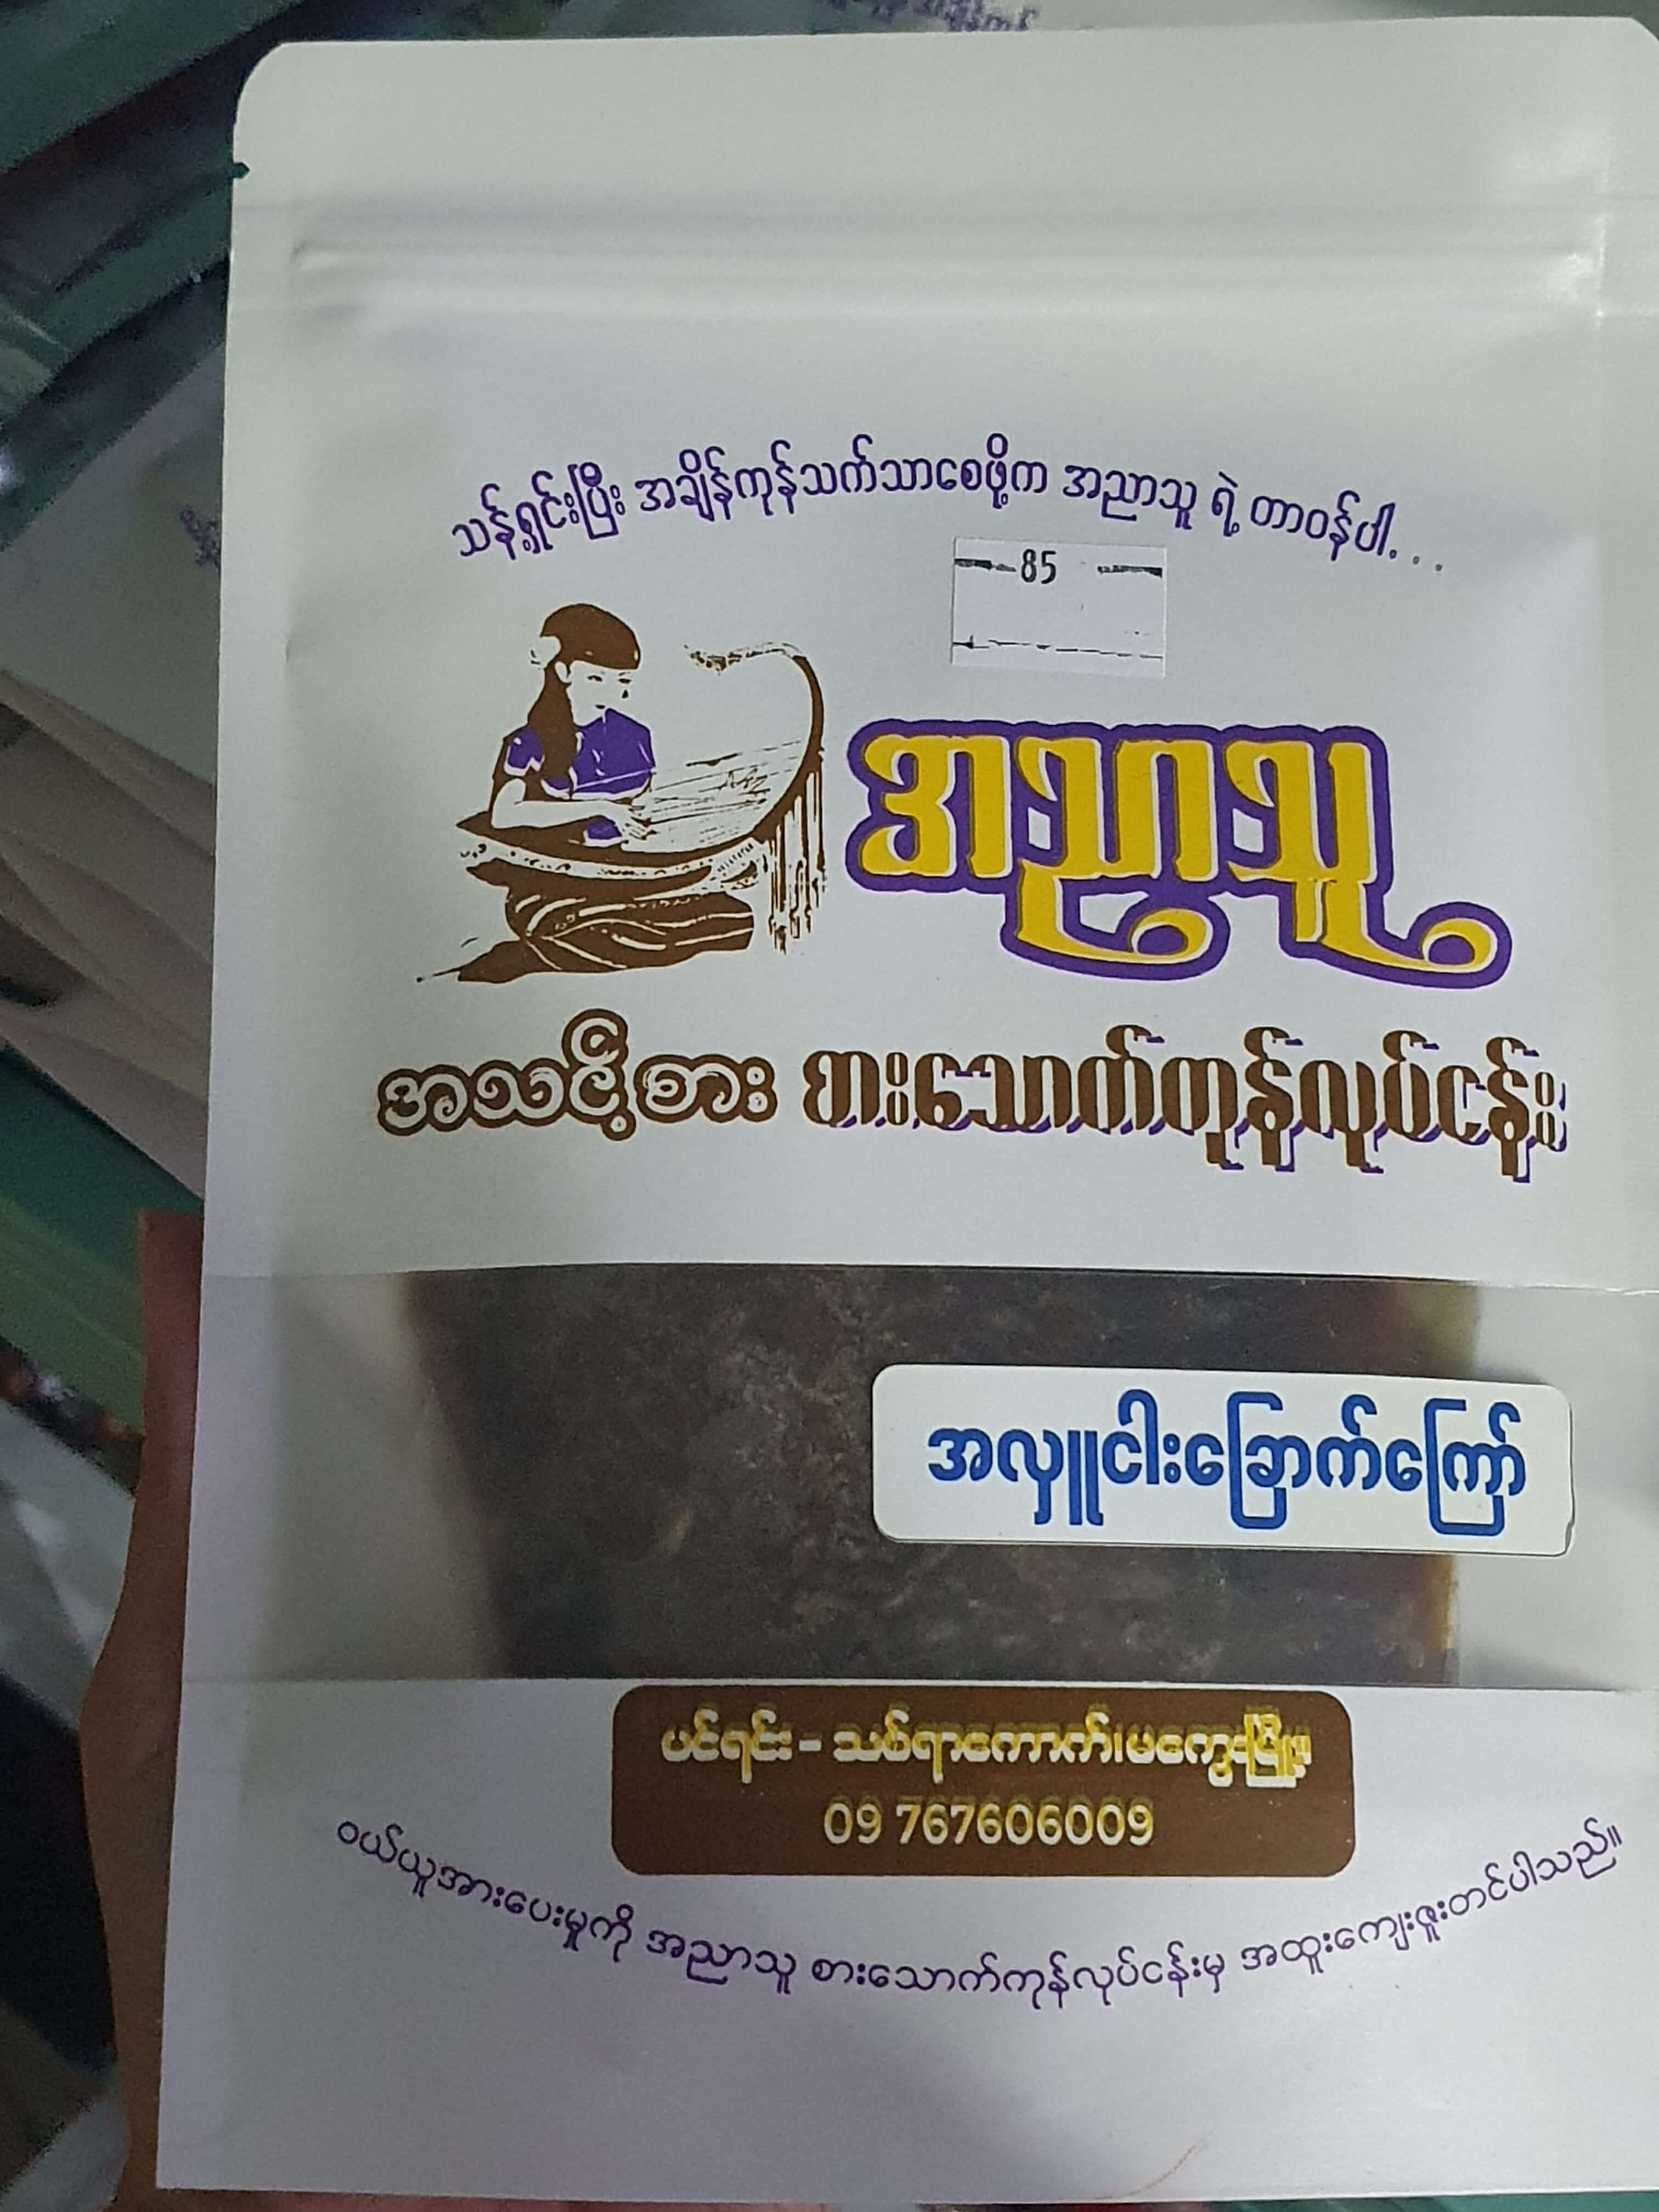 သန့်ရှင်းပြီး အချိန်ကုန်သက်သာစေဖို့က အညာသူ ရဲ့ တာဝန်ပါ...
85
အညာသူ
အသင့်စား စားသောက်ကုန်လုပ်ငန်း
အလှူငါးခြောက်ကြော်
ပင်ရင်း - သစ်ရာကောက်၊ မကွေးမြို့။
09 767606009
ဝယ်ယူအားပေးမှုကို အညာသူ စားသောက်ကုန်လုပ်ငန်းမှ အထူးကျေးဇူးတင်ပါသည်။